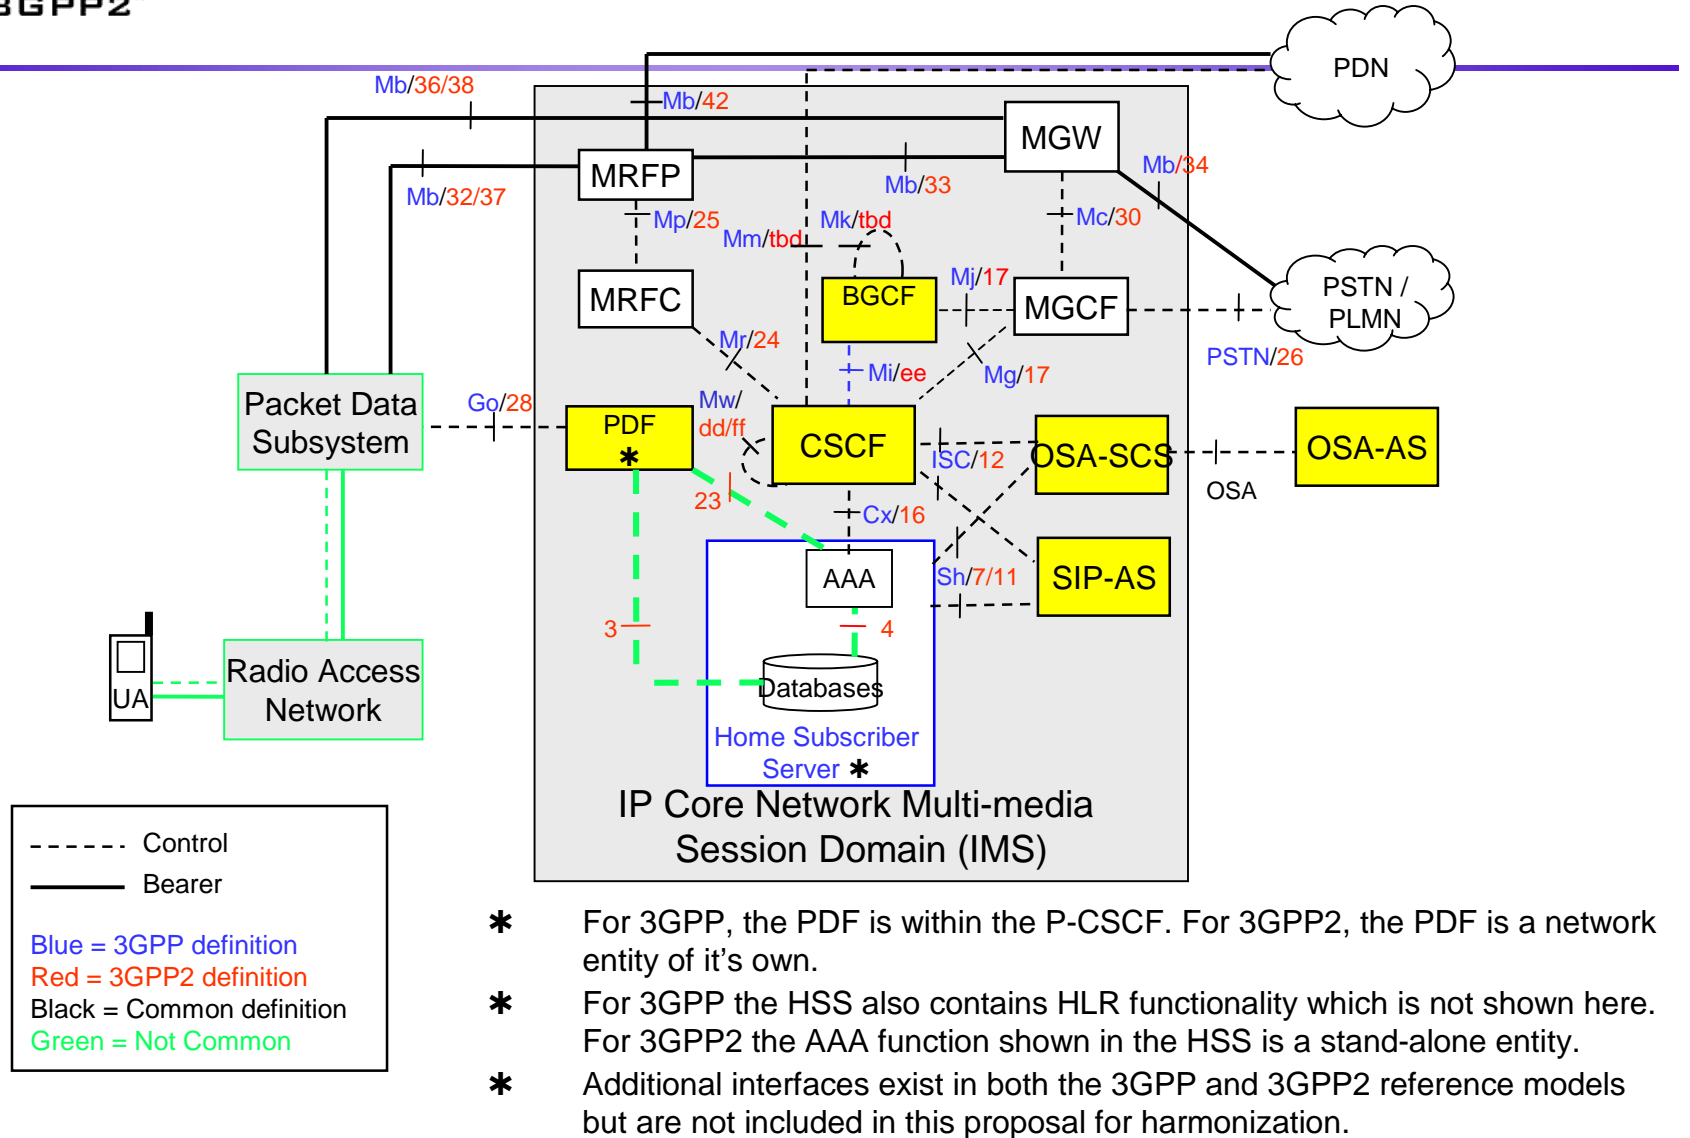 3GPP2
PDN
Mb/36/38
Mb/42
MGW
MRFP
Mb/34
Mb/32/37
Mb/33
Mp/25
Mk/tbd
Mc/30
Mm/tbd
MRFC
BGCF
Mj/17
MGCF
PSTN /
PLMN
Mr/24
PSTN/26
Mi/ee
Mg/17
Packet Data
Subsystem
Go/28
PDF
✱
Mw/
dd/ff
CSCF
ISC/12
OSA-SCS
OSA-AS
OSA
23
Cx/16
AAA
Sh/7/11
SIP-AS
3
4
UA
Radio Access
Network
Databases
Home Subscriber
Server ✱
IP Core Network Multi-media
Session Domain (IMS)
Control
Bearer
Blue = 3GPP definition
Red = 3GPP2 definition
Black = Common definition
Green = Not Common
✱ For 3GPP, the PDF is within the P-CSCF. For 3GPP2, the PDF is a network
entity of it's own.
✱ For 3GPP the HSS also contains HLR functionality which is not shown here.
For 3GPP2 the AAA function shown in the HSS is a stand-alone entity.
✱ Additional interfaces exist in both the 3GPP and 3GPP2 reference models
but are not included in this proposal for harmonization.